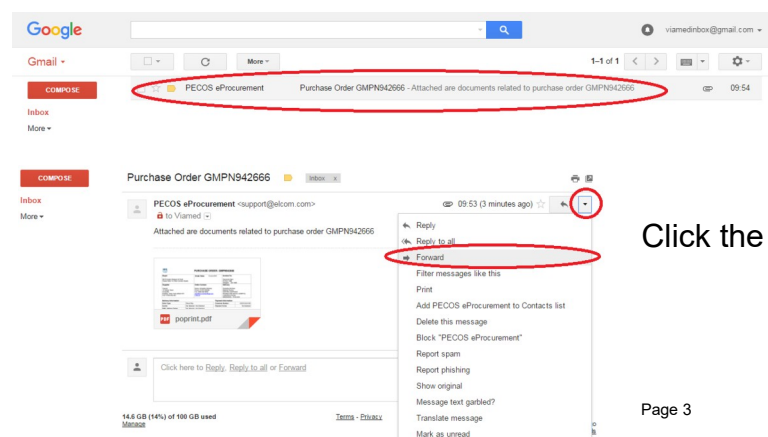 Google
viamedinbox@gmail.com
Gmail
More
1–1 of 1
COMPOSE
PECOS eProcurement Purchase Order GMPN942666 - Attached are documents related to purchase order GMPN942666 09:54
Inbox
More
COMPOSE
Purchase Order GMPN942666 Inbox x
Inbox
PECOS eProcurement <support@elcom.com> 09:53 (3 minutes ago)
More
to Viamed
Attached are documents related to purchase order GMPN942666
Reply
Reply to all
Click the
Forward
Filter messages like this
Print
Add PECOS eProcurement to Contacts list
Delete this message
PDF poprint.pdf
Block "PECOS eProcurement"
Report spam
Click here to Reply, Reply to all or Forward
Report phishing
Show original
Message text garbled?
Page 3
14.6 GB (14%) of 100 GB used
Terms - Privacy
Translate message
Manage
Mark as unread